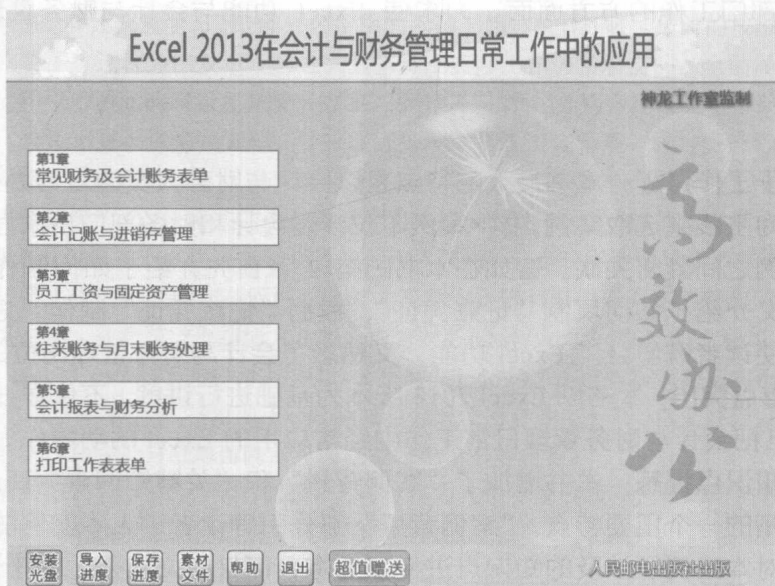 Excel 2013在会计与财务管理日常工作中的应用
神龙工作室监制
第1章
常见财务及会计账务表单
第2章
会计记账与进销存管理
第3章
员工工资与固定资产管理
第4章
往来账务与月末账务处理
第5章
会计报表与财务分析
第6章
打印工作表表单
高效办公
安装光盘
导入进度
保存进度
素材文件
帮助
退出
超值赠送
人民邮电出版社出版